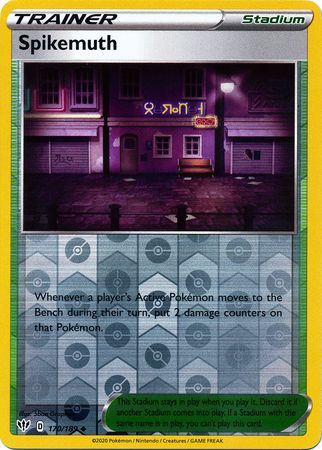 TRAINER
Stadium
Spikemuth
Whenever a player's Active Pokémon moves to the
Bench during their turn, put 2 damage counters on
that Pokémon.
This Stadium stays in play when you play it. Discard it if
another Stadium comes into play. If a Stadium with the
same name is in play, you can't play this card.
170/189
©2020 Pokémon / Nintendo / Creatures / GAME FREAK